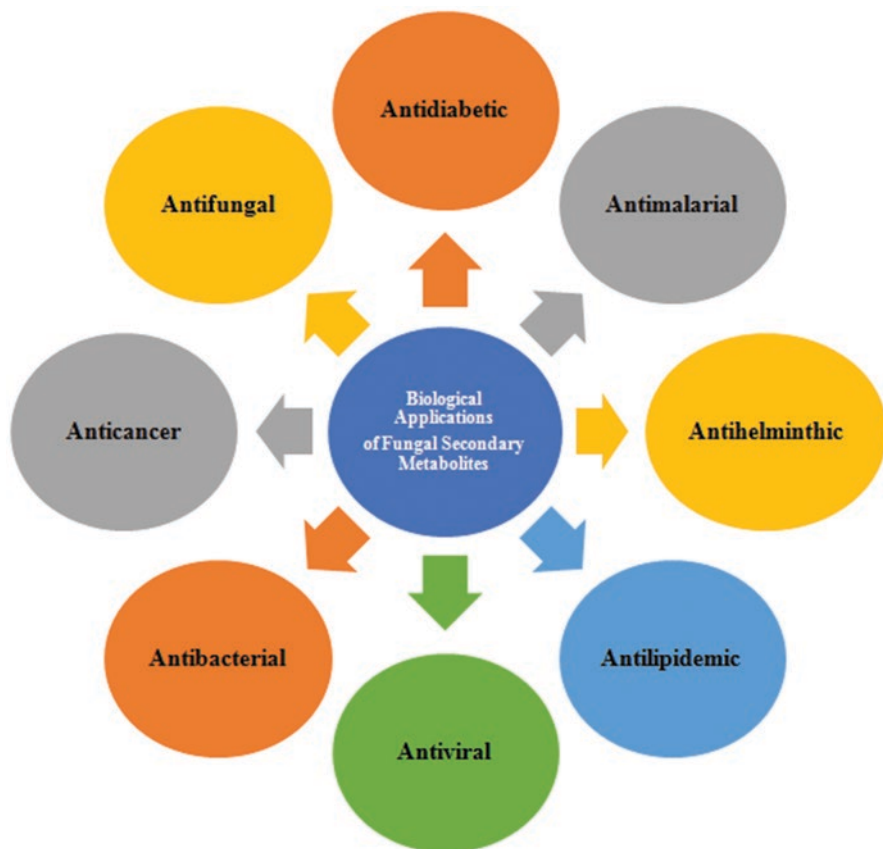 Antidiabetic
Antifungal
Antimalarial
Biological
Applications
of Fungal Secondary
Metabolites
Anticancer
Antihelminthic
Antibacterial
Antilipidemic
Antiviral